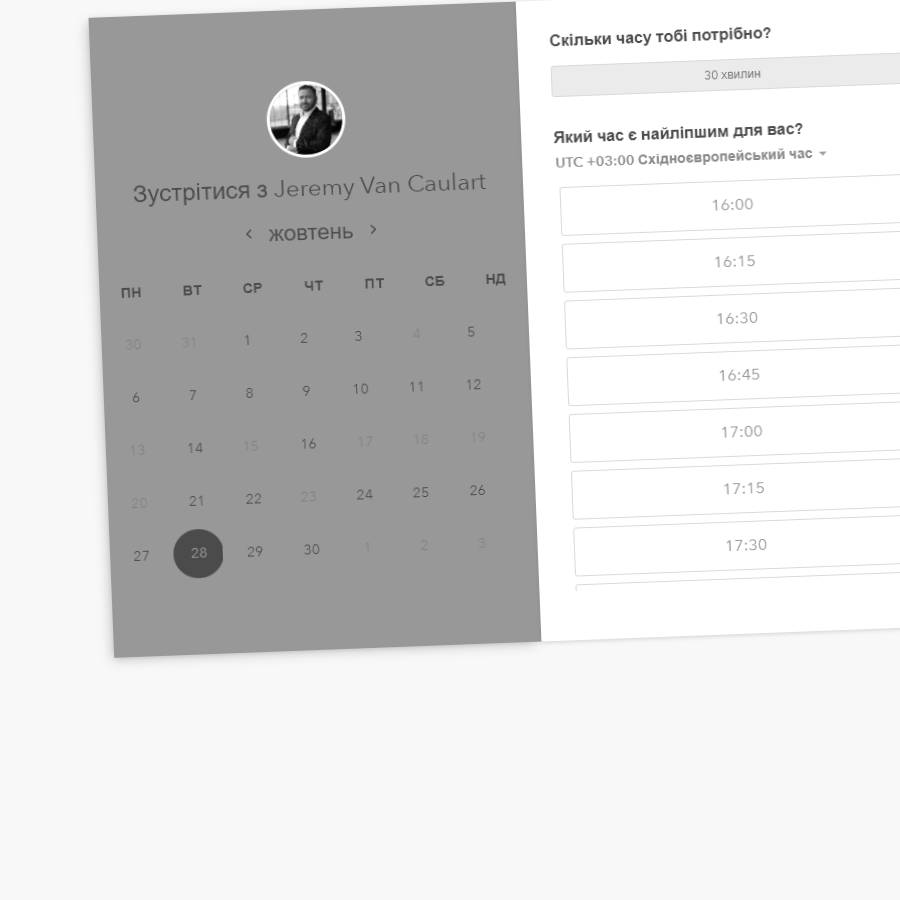 Зустрітися з Jeremy Van Caulart
жовтень
ПН ВТ СР ЧТ ПТ СБ НД
30 31 1 2 3 4 5
6 7 8 9 10 11 12
13 14 15 16 17 18 19
20 21 22 23 24 25 26
27 28 29 30 1 2 3
Скільки часу тобі потрібно?
30 хвилин
Який час є найліпшим для вас?
UTC +03:00 Східноєвропейський час
16:00
16:15
16:30
16:45
17:00
17:15
17:30